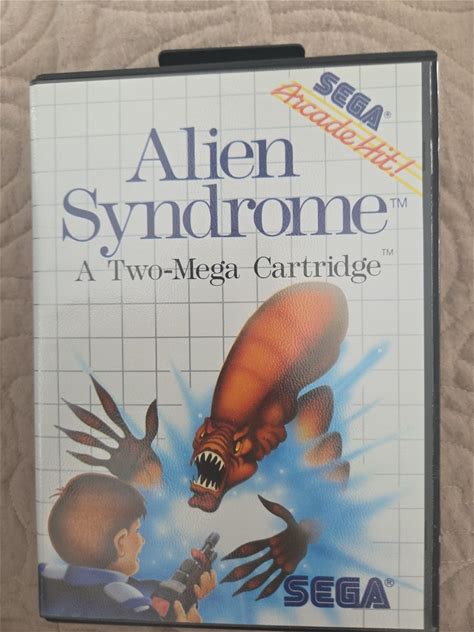 SEGA®
Arcade Hit!
Alien
Syndrome™
A Two-Mega Cartridge™
SEGA®